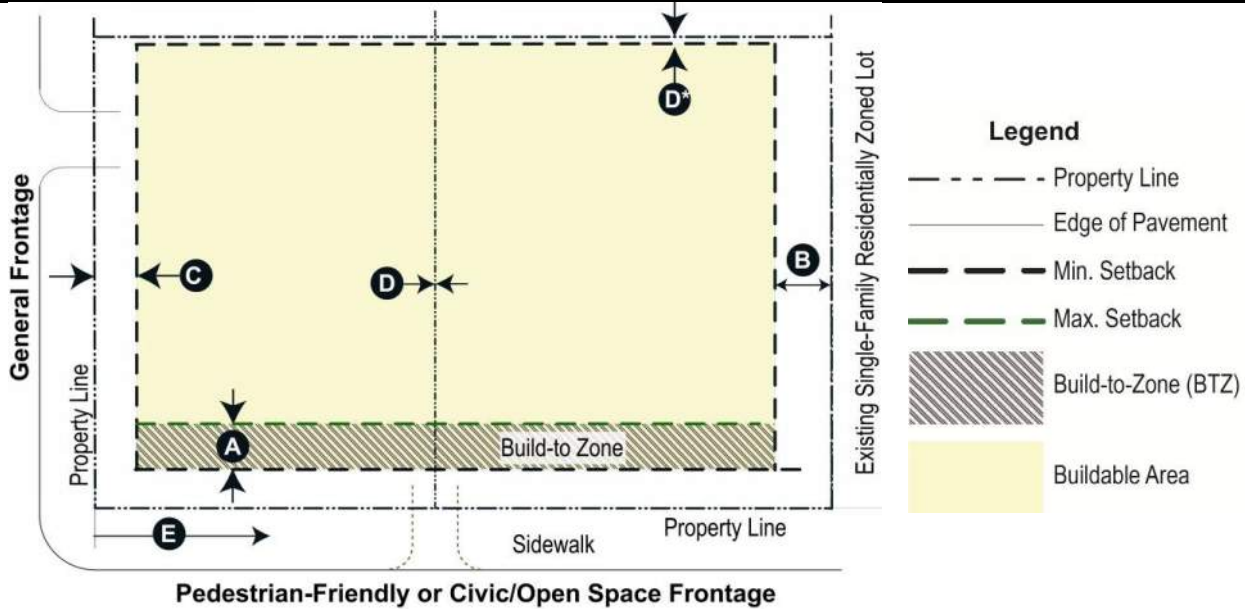 D*
General Frontage
Property Line
C
D
B
Existing Single-Family Residentially Zoned Lot
A
Build-to Zone
E
Sidewalk
Property Line
Pedestrian-Friendly or Civic/Open Space Frontage
Legend
Property Line
Edge of Pavement
Min. Setback
Max. Setback
Build-to-Zone (BTZ)
Buildable Area